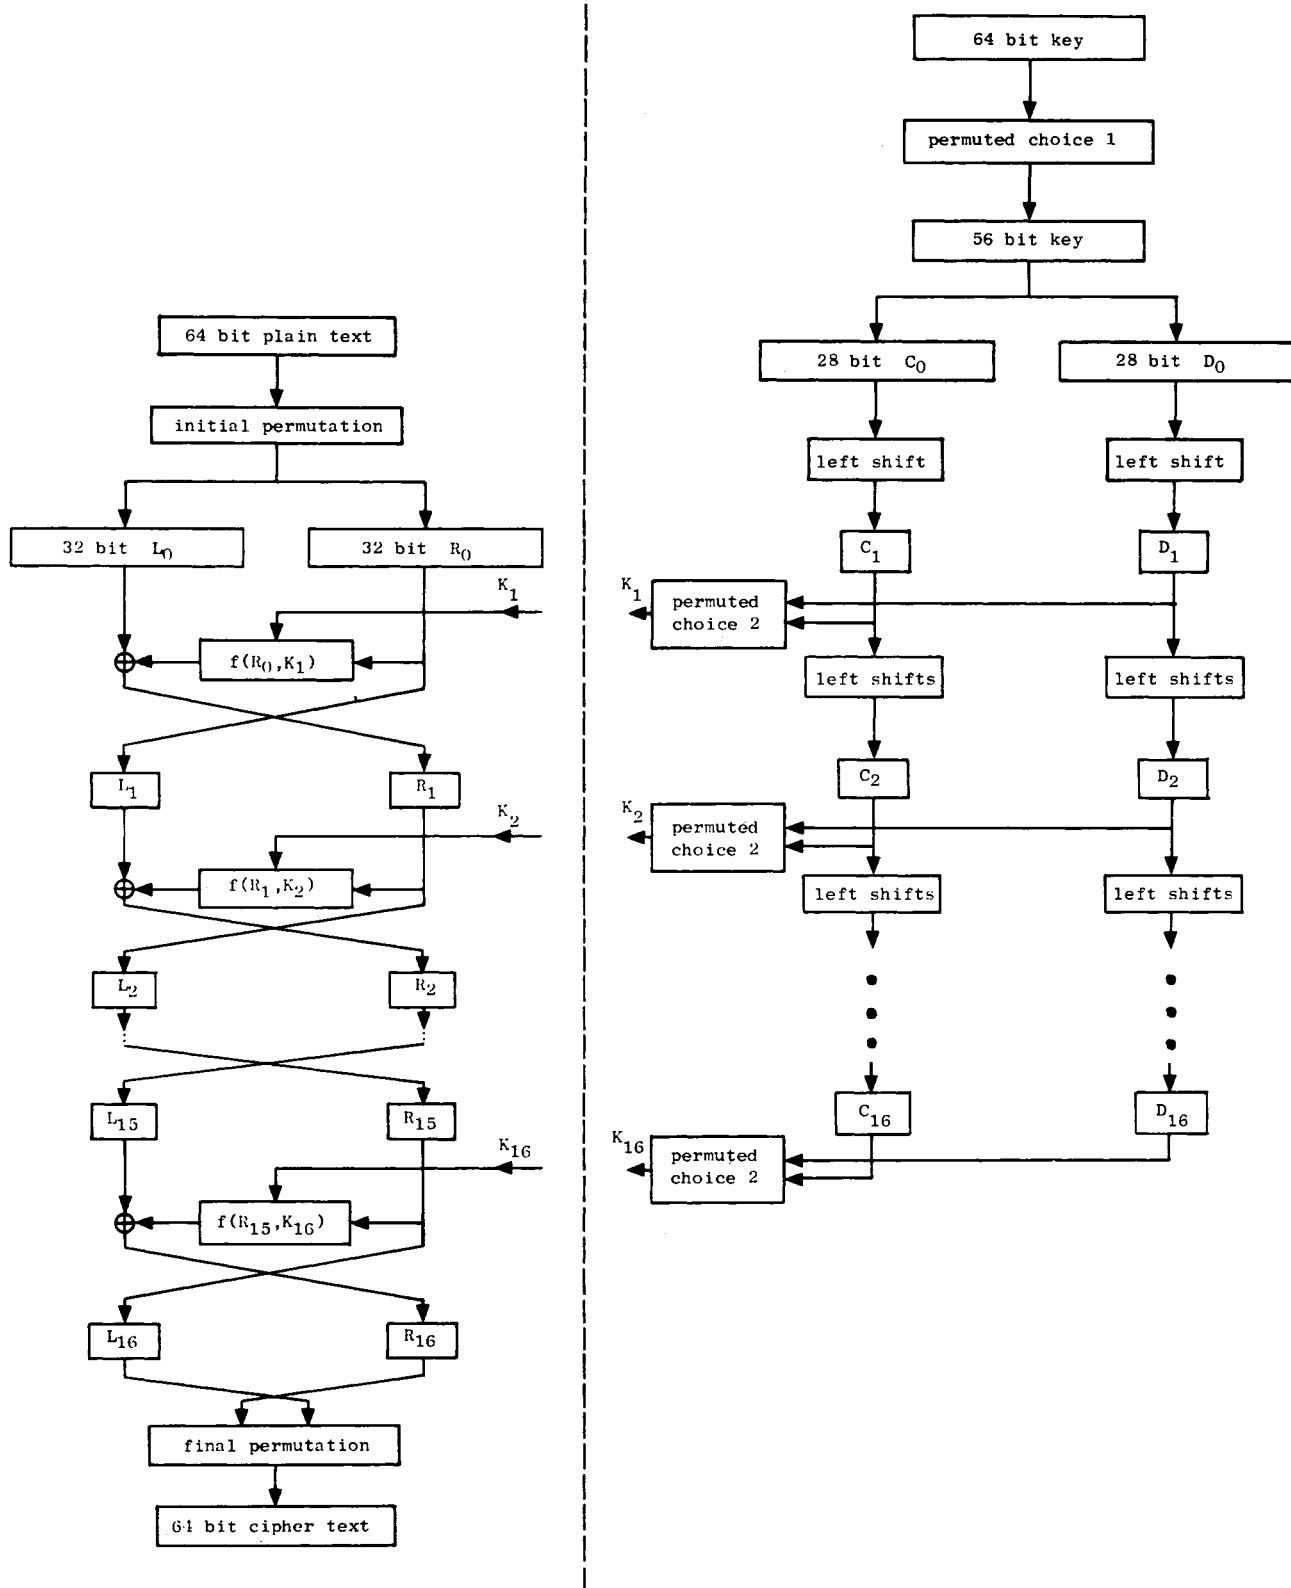 64 bit plain text
initial permutation
32 bit L0
32 bit R0
K1
f(R0,K1)
L1
R1
K2
f(R1,K2)
L2
R2
L15
R15
K16
f(R15,K16)
L16
R16
final permutation
64 bit cipher text
64 bit key
permuted choice 1
56 bit key
28 bit C0
28 bit D0
left shift
left shift
C1
D1
K1
permuted
choice 2
left shifts
left shifts
C2
D2
K2
permuted
choice 2
left shifts
left shifts
C16
D16
K16
permuted
choice 2